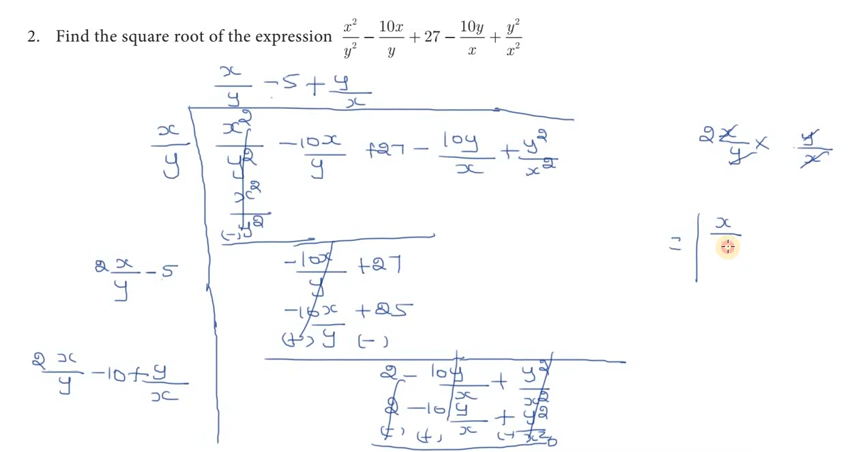 2. Find the square root of the expression x²/y² − 10x/y + 27 − 10y/x + y²/x²
x/y − 5 + y/x
x/y | x²/y² − 10x/y + 27 − 10y/x + y²/x²
2x/y × y/x
x²/y²
(−)
= | x
2x/y − 5
−10x/y + 27
−10x/y + 25
(+) (−)
2x/y − 10 + y/x
2 − 10y/x + y²/x²
2 − 10y/x + y²/x²
(−) (+) (−)
0